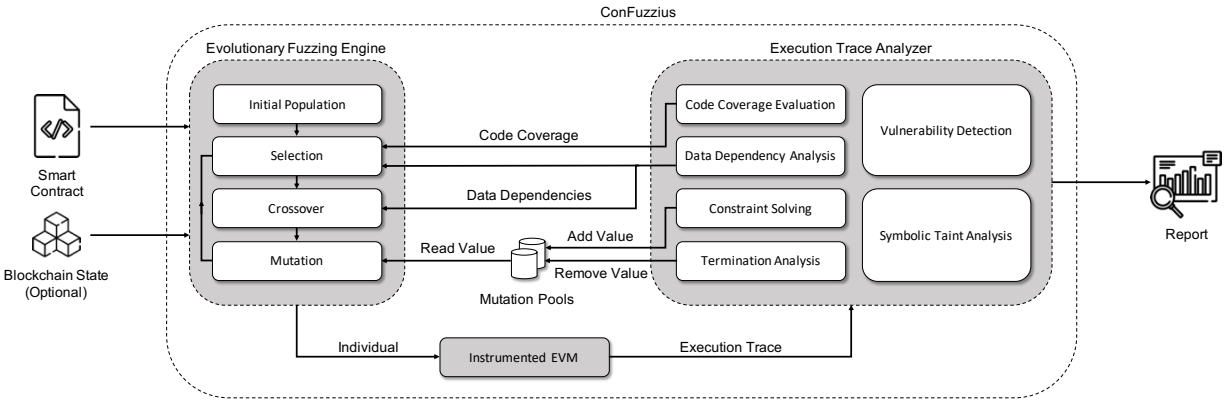 ConFuzzius
Evolutionary Fuzzing Engine
Execution Trace Analyzer
Initial Population
Selection
Crossover
Mutation
Smart
Contract
Blockchain State
(Optional)
Code Coverage
Data Dependencies
Read Value
Add Value
Remove Value
Mutation Pools
Code Coverage Evaluation
Data Dependency Analysis
Constraint Solving
Termination Analysis
Vulnerability Detection
Symbolic Taint Analysis
Report
Individual
Instrumented EVM
Execution Trace